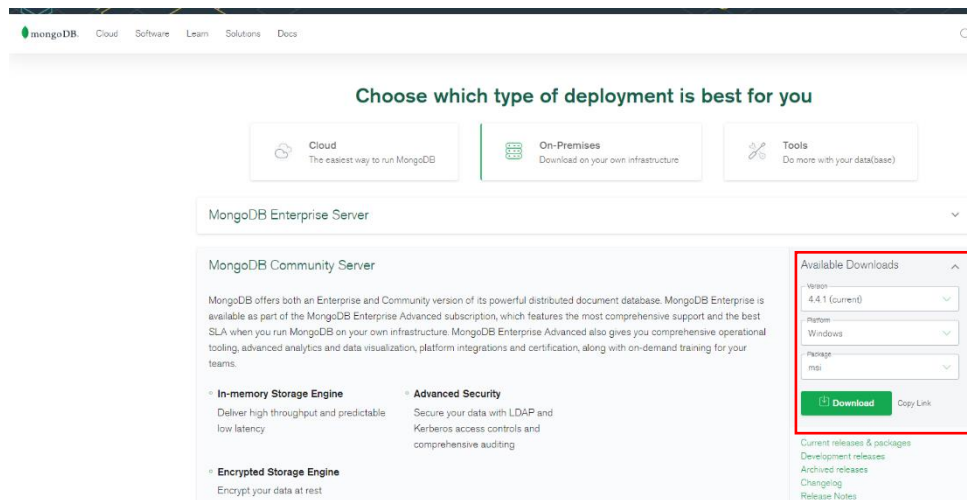 mongoDB. Cloud Software Learn Solutions Docs
Choose which type of deployment is best for you
Cloud
The easiest way to run MongoDB
On-Premises
Download on your own infrastructure
Tools
Do more with your data(base)
MongoDB Enterprise Server
MongoDB Community Server
MongoDB offers both an Enterprise and Community version of its powerful distributed document database. MongoDB Enterprise is
available as part of the MongoDB Enterprise Advanced subscription, which features the most comprehensive support and the best
SLA when you run MongoDB on your own infrastructure. MongoDB Enterprise Advanced also gives you comprehensive operational
tooling, advanced analytics and data visualization, platform integrations and certification, along with on-demand training for your
teams.
In-memory Storage Engine
Deliver high throughput and predictable
low latency
Advanced Security
Secure your data with LDAP and
Kerberos access controls and
comprehensive auditing
Encrypted Storage Engine
Encrypt your data at rest
Available Downloads
Version
4.4.1 (current)
Platform
Windows
Package
msi
Download Copy Link
Current releases & packages
Development releases
Archived releases
Changelog
Release Notes